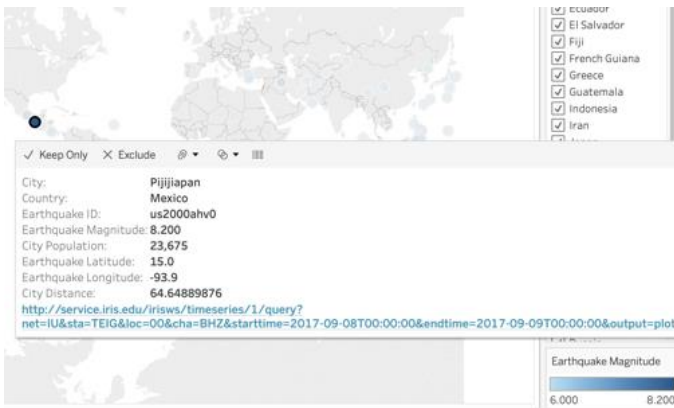 Ecuador
El Salvador
Fiji
French Guiana
Greece
Guatemala
Indonesia
Iran
Keep Only Exclude
City: Pijijiapan
Country: Mexico
Earthquake ID: us2000ahv0
Earthquake Magnitude: 8.200
City Population: 23,675
Earthquake Latitude: 15.0
Earthquake Longitude: -93.9
City Distance: 64.64889876
http://service.iris.edu/irisws/timeseries/1/query?
net=IU&sta=TEIG&loc=00&cha=BHZ&starttime=2017-09-08T00:00:00&endtime=2017-09-09T00:00:00&output=plot
Earthquake Magnitude
6.000 8.200